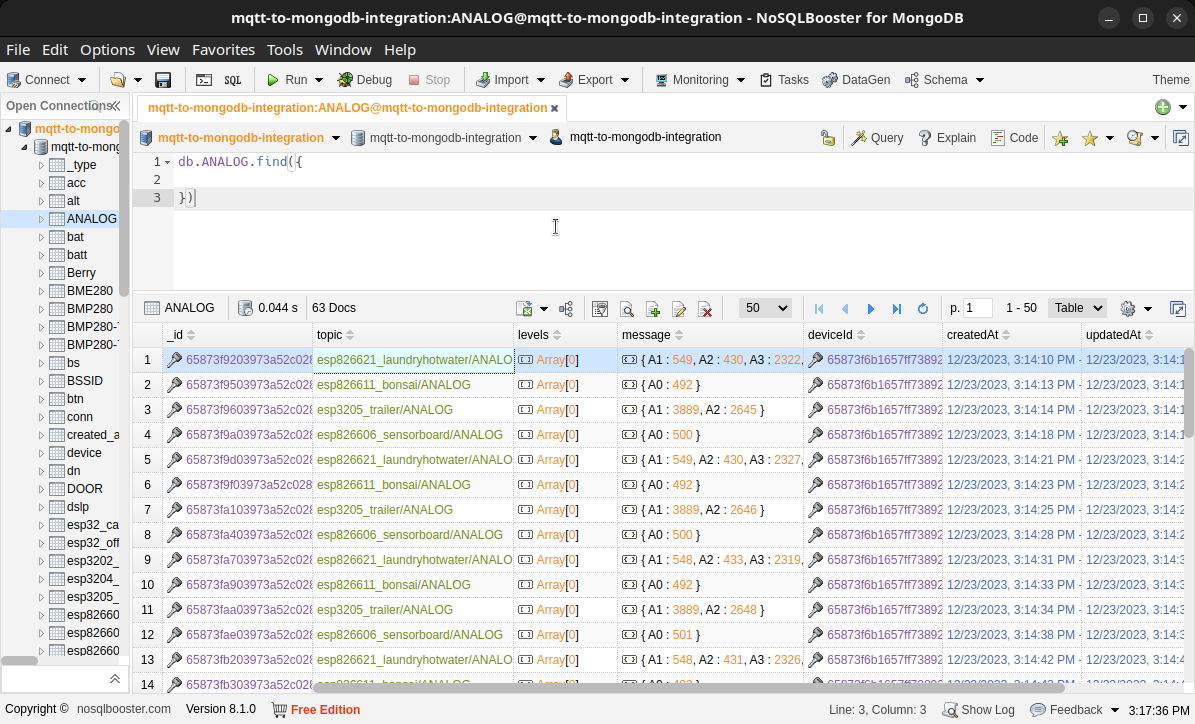 mqtt-to-mongodb-integration:ANALOG@mqtt-to-mongodb-integration - NoSQLBooster for MongoDB
File Edit Options View Favorites Tools Window Help
Connect SQL Run Debug Stop Import Export Monitoring Tasks DataGen Schema Theme
Open Connections
mqtt-to-mongodb-integration:ANALOG@mqtt-to-mongodb-integration
mqtt-to-mongo
mqtt-to-mong
_type
acc
alt
ANALOG
bat
batt
Berry
BME280
BMP280
BMP280-
BMP280-
bs
BSSID
btn
conn
created_a
device
dn
DOOR
dslp
esp32_ca
esp32_off
esp3202_
esp3204_
esp3205_
esp82660
esp82660
esp82660
mqtt-to-mongodb-integration mqtt-to-mongodb-integration mqtt-to-mongodb-integration Query Explain Code
1 db.ANALOG.find({
2
3 })
ANALOG 0.044 s 63 Docs 50 p. 1 1 - 50 Table
_id topic levels message deviceId createdAt updatedAt
1 65873f9203973a52c028 esp826621_laundryhotwater/ANALO Array[0] { A1 : 549, A2 : 430, A3 : 2322, 65873f6b1657ff73892 12/23/2023, 3:14:10 PM - 12/23/2023, 3:14:1
2 65873f9503973a52c028 esp826611_bonsai/ANALOG Array[0] { A0 : 492 } 65873f6b1657ff73892 12/23/2023, 3:14:13 PM - 12/23/2023, 3:14:1
3 65873f9603973a52c028 esp3205_trailer/ANALOG Array[0] { A1 : 3889, A2 : 2645 } 65873f6b1657ff73892 12/23/2023, 3:14:14 PM - 12/23/2023, 3:14:1
4 65873f9a03973a52c028 esp826606_sensorboard/ANALOG Array[0] { A0 : 500 } 65873f6b1657ff73892 12/23/2023, 3:14:18 PM - 12/23/2023, 3:14:1
5 65873f9d03973a52c028 esp826621_laundryhotwater/ANALO Array[0] { A1 : 549, A2 : 430, A3 : 2327, 65873f6b1657ff73892 12/23/2023, 3:14:21 PM - 12/23/2023, 3:14:2
6 65873f9f03973a52c028 esp826611_bonsai/ANALOG Array[0] { A0 : 492 } 65873f6b1657ff73892 12/23/2023, 3:14:23 PM - 12/23/2023, 3:14:2
7 65873fa103973a52c028 esp3205_trailer/ANALOG Array[0] { A1 : 3889, A2 : 2646 } 65873f6b1657ff73892 12/23/2023, 3:14:25 PM - 12/23/2023, 3:14:2
8 65873fa403973a52c028 esp826606_sensorboard/ANALOG Array[0] { A0 : 500 } 65873f6b1657ff73892 12/23/2023, 3:14:28 PM - 12/23/2023, 3:14:2
9 65873fa703973a52c028 esp826621_laundryhotwater/ANALO Array[0] { A1 : 548, A2 : 433, A3 : 2319, 65873f6b1657ff73892 12/23/2023, 3:14:31 PM - 12/23/2023, 3:14:3
10 65873fa903973a52c028 esp826611_bonsai/ANALOG Array[0] { A0 : 492 } 65873f6b1657ff73892 12/23/2023, 3:14:33 PM - 12/23/2023, 3:14:3
11 65873faa03973a52c028 esp3205_trailer/ANALOG Array[0] { A1 : 3889, A2 : 2648 } 65873f6b1657ff73892 12/23/2023, 3:14:34 PM - 12/23/2023, 3:14:3
12 65873fae03973a52c028 esp826606_sensorboard/ANALOG Array[0] { A0 : 501 } 65873f6b1657ff73892 12/23/2023, 3:14:38 PM - 12/23/2023, 3:14:3
13 65873fb203973a52c028 esp826621_laundryhotwater/ANALO Array[0] { A1 : 548, A2 : 431, A3 : 2326, 65873f6b1657ff73892 12/23/2023, 3:14:42 PM - 12/23/2023, 3:14:4
14 65873fb303973a52c028
Copyright © nosqlbooster.com Version 8.1.0 Free Edition Line: 3, Column: 3 Show Log Feedback 3:17:36 PM